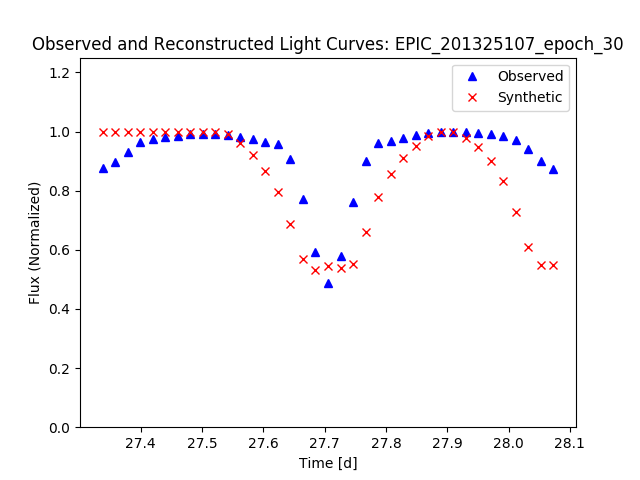 Observed and Reconstructed Light Curves: EPIC_201325107_epoch_30
Observed
Synthetic
Flux (Normalized)
1.2
1.0
0.8
0.6
0.4
0.2
0.0
27.4 27.5 27.6 27.7 27.8 27.9 28.0 28.1
Time [d]